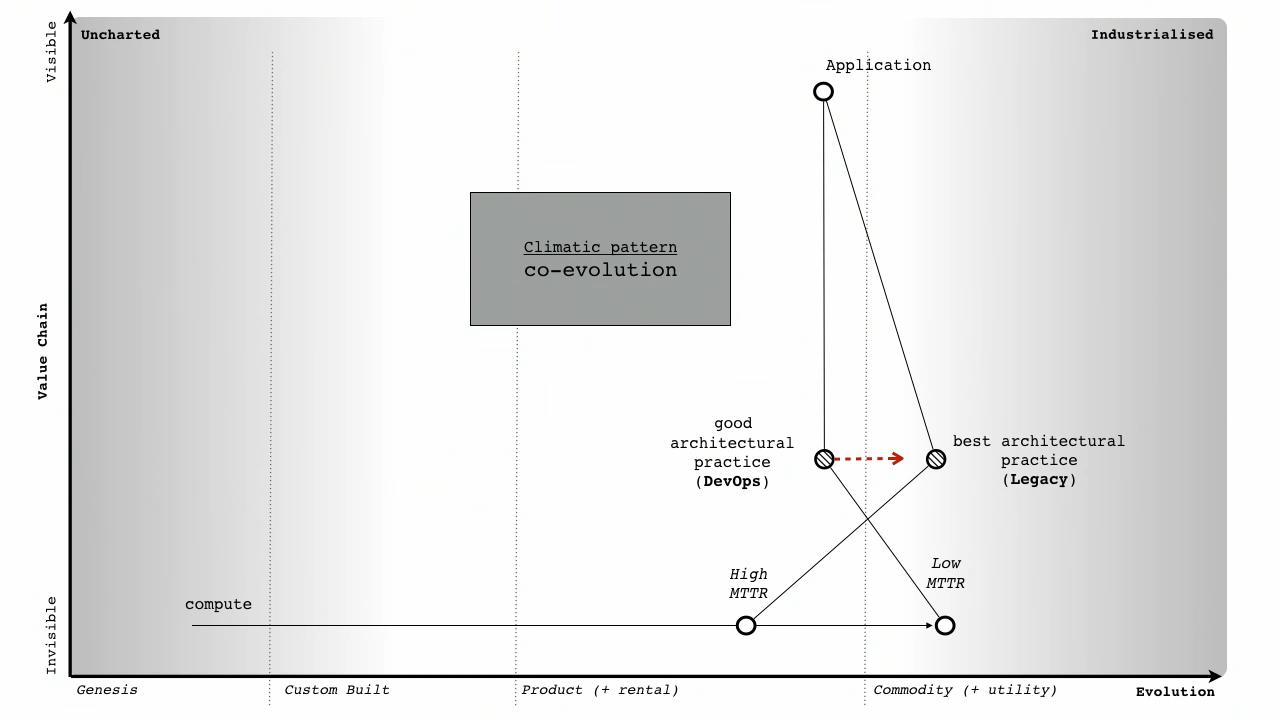 Visible
Uncharted
Industrialised
Application
Climatic pattern
co-evolution
Value Chain
good
architectural
practice
(DevOps)
best architectural
practice
(Legacy)
High
MTTR
Low
MTTR
compute
Invisible
Genesis
Custom Built
Product (+ rental)
Commodity (+ utility)
Evolution